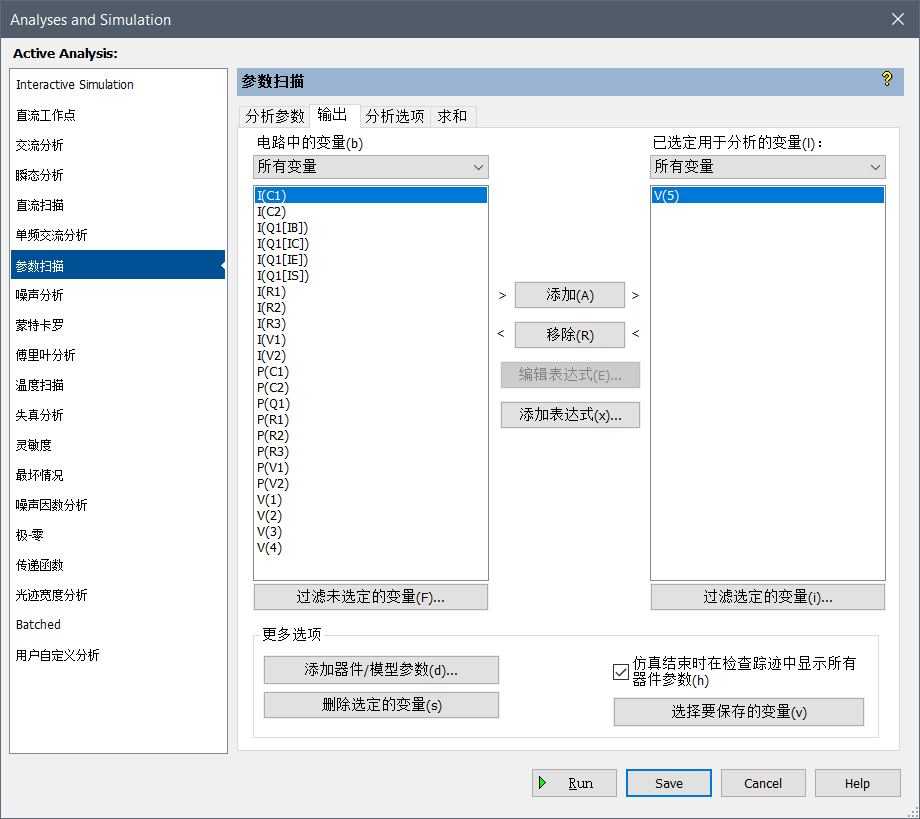 Analyses and Simulation
Active Analysis:
Interactive Simulation
直流工作点
交流分析
瞬态分析
直流扫描
单频交流分析
参数扫描
噪声分析
蒙特卡罗
傅里叶分析
温度扫描
失真分析
灵敏度
最坏情况
噪声因数分析
极-零
传递函数
光迹宽度分析
Batched
用户自定义分析
参数扫描
?
分析参数 输出 分析选项 求和
电路中的变量(b)
所有变量
I(C1)
I(C2)
I(Q1[IB])
I(Q1[IC])
I(Q1[IE])
I(Q1[IS])
I(R1)
I(R2)
I(R3)
I(V1)
I(V2)
P(C1)
P(C2)
P(Q1)
P(R1)
P(R2)
P(R3)
P(V1)
P(V2)
V(1)
V(2)
V(3)
V(4)
过滤未选定的变量(F)...
> 添加(A) >
< 移除(R) <
编辑表达式(E)...
添加表达式(x)...
已选定用于分析的变量(l)：
所有变量
V(5)
过滤选定的变量(i)...
更多选项
添加器件/模型参数(d)...
删除选定的变量(s)
仿真结束时在检查踪迹中显示所有
器件参数(h)
选择要保存的变量(v)
Run Save Cancel Help